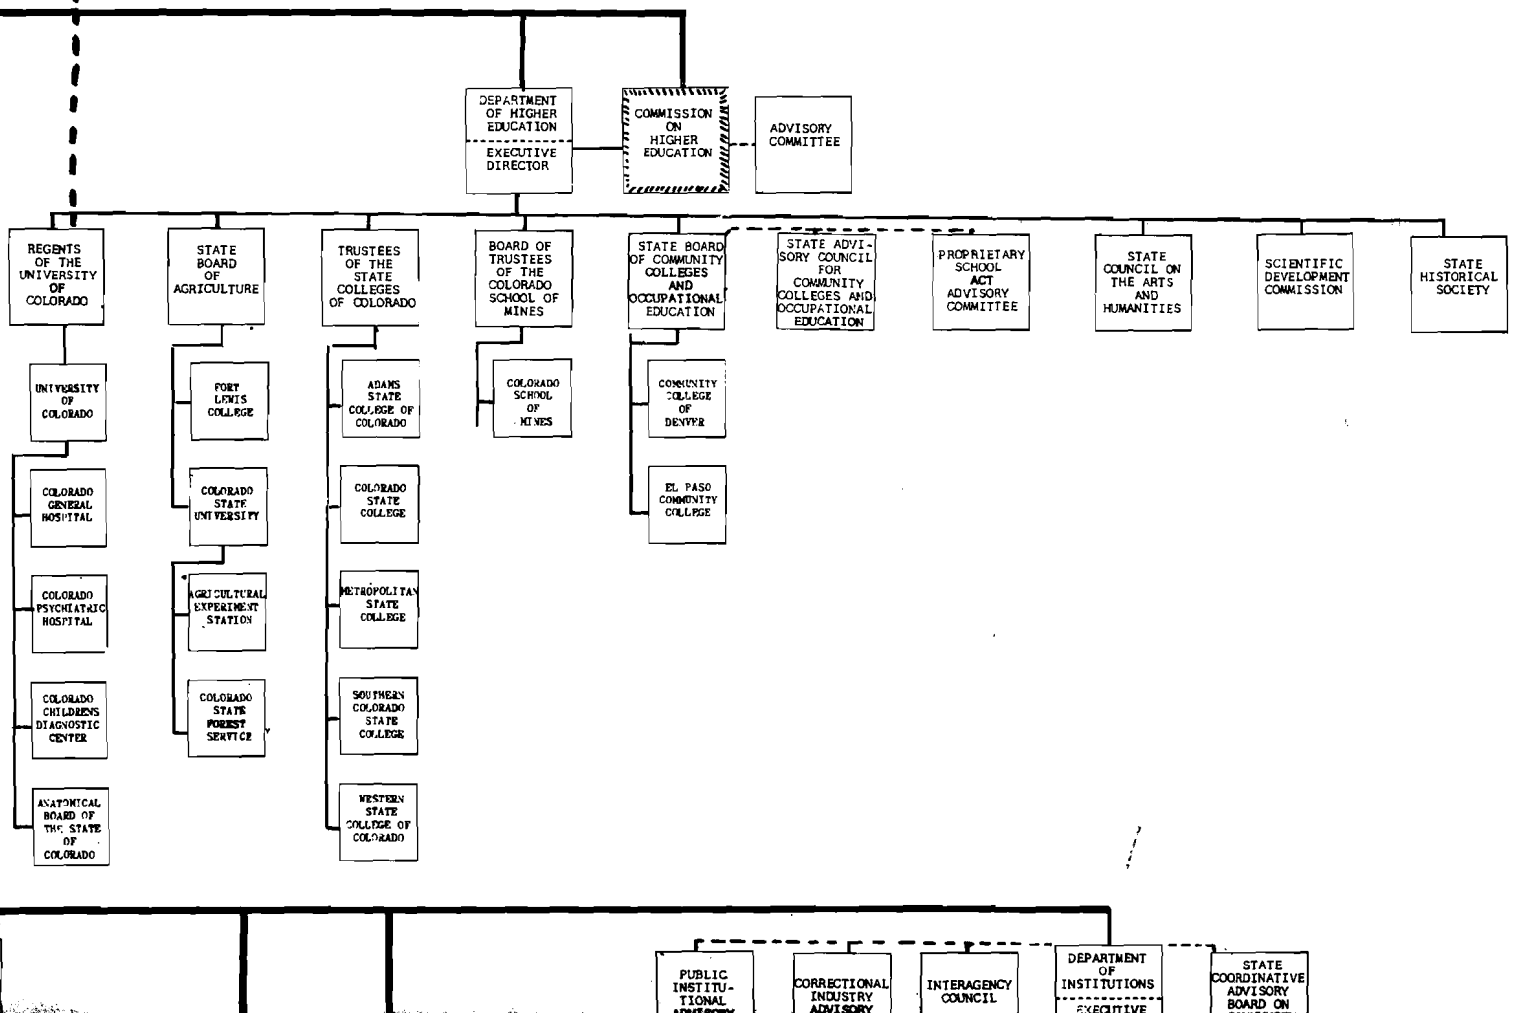 DEPARTMENT
OF HIGHER
EDUCATION
EXECUTIVE
DIRECTOR
COMMISSION
ON
HIGHER
EDUCATION
ADVISORY
COMMITTEE
REGENTS
OF THE
UNIVERSITY
OF
COLORADO
STATE
BOARD
OF
AGRICULTURE
TRUSTEES
OF THE
STATE
COLLEGES
OF COLORADO
BOARD OF
TRUSTEES
OF THE
COLORADO
SCHOOL OF
MINES
STATE BOARD
OF COMMUNITY
COLLEGES
AND
OCCUPATIONAL
EDUCATION
STATE ADVI-
SORY COUNCIL
FOR
COMMUNITY
COLLEGES AND
OCCUPATIONAL
EDUCATION
PROPRIETARY
SCHOOL
ACT
ADVISORY
COMMITTEE
STATE
COUNCIL ON
THE ARTS
AND
HUMANITIES
SCIENTIFIC
DEVELOPMENT
COMMISSION
STATE
HISTORICAL
SOCIETY
UNIVERSITY
OF
COLORADO
FORT
LEWIS
COLLEGE
ADAMS
STATE
COLLEGE OF
COLORADO
COLORADO
SCHOOL
OF
MINES
COMMUNITY
COLLEGE
OF
DENVER
COLORADO
GENERAL
HOSPITAL
COLORADO
STATE
UNIVERSITY
COLORADO
STATE
COLLEGE
EL PASO
COMMUNITY
COLLEGE
COLORADO
PSYCHIATRIC
HOSPITAL
AGRICULTURAL
EXPERIMENT
STATION
METROPOLITAN
STATE
COLLEGE
COLORADO
CHILDRENS
DIAGNOSTIC
CENTER
COLORADO
STATE
FOREST
SERVICE
SOUTHERN
COLORADO
STATE
COLLEGE
ANATOMICAL
BOARD OF
THE STATE
OF
COLORADO
WESTERN
STATE
COLLEGE OF
COLORADO
PUBLIC
INSTITU-
TIONAL
ADVISORY
CORRECTIONAL
INDUSTRY
ADVISORY
INTERAGENCY
COUNCIL
DEPARTMENT
OF
INSTITUTIONS
EXECUTIVE
STATE
COORDINATIVE
ADVISORY
BOARD ON